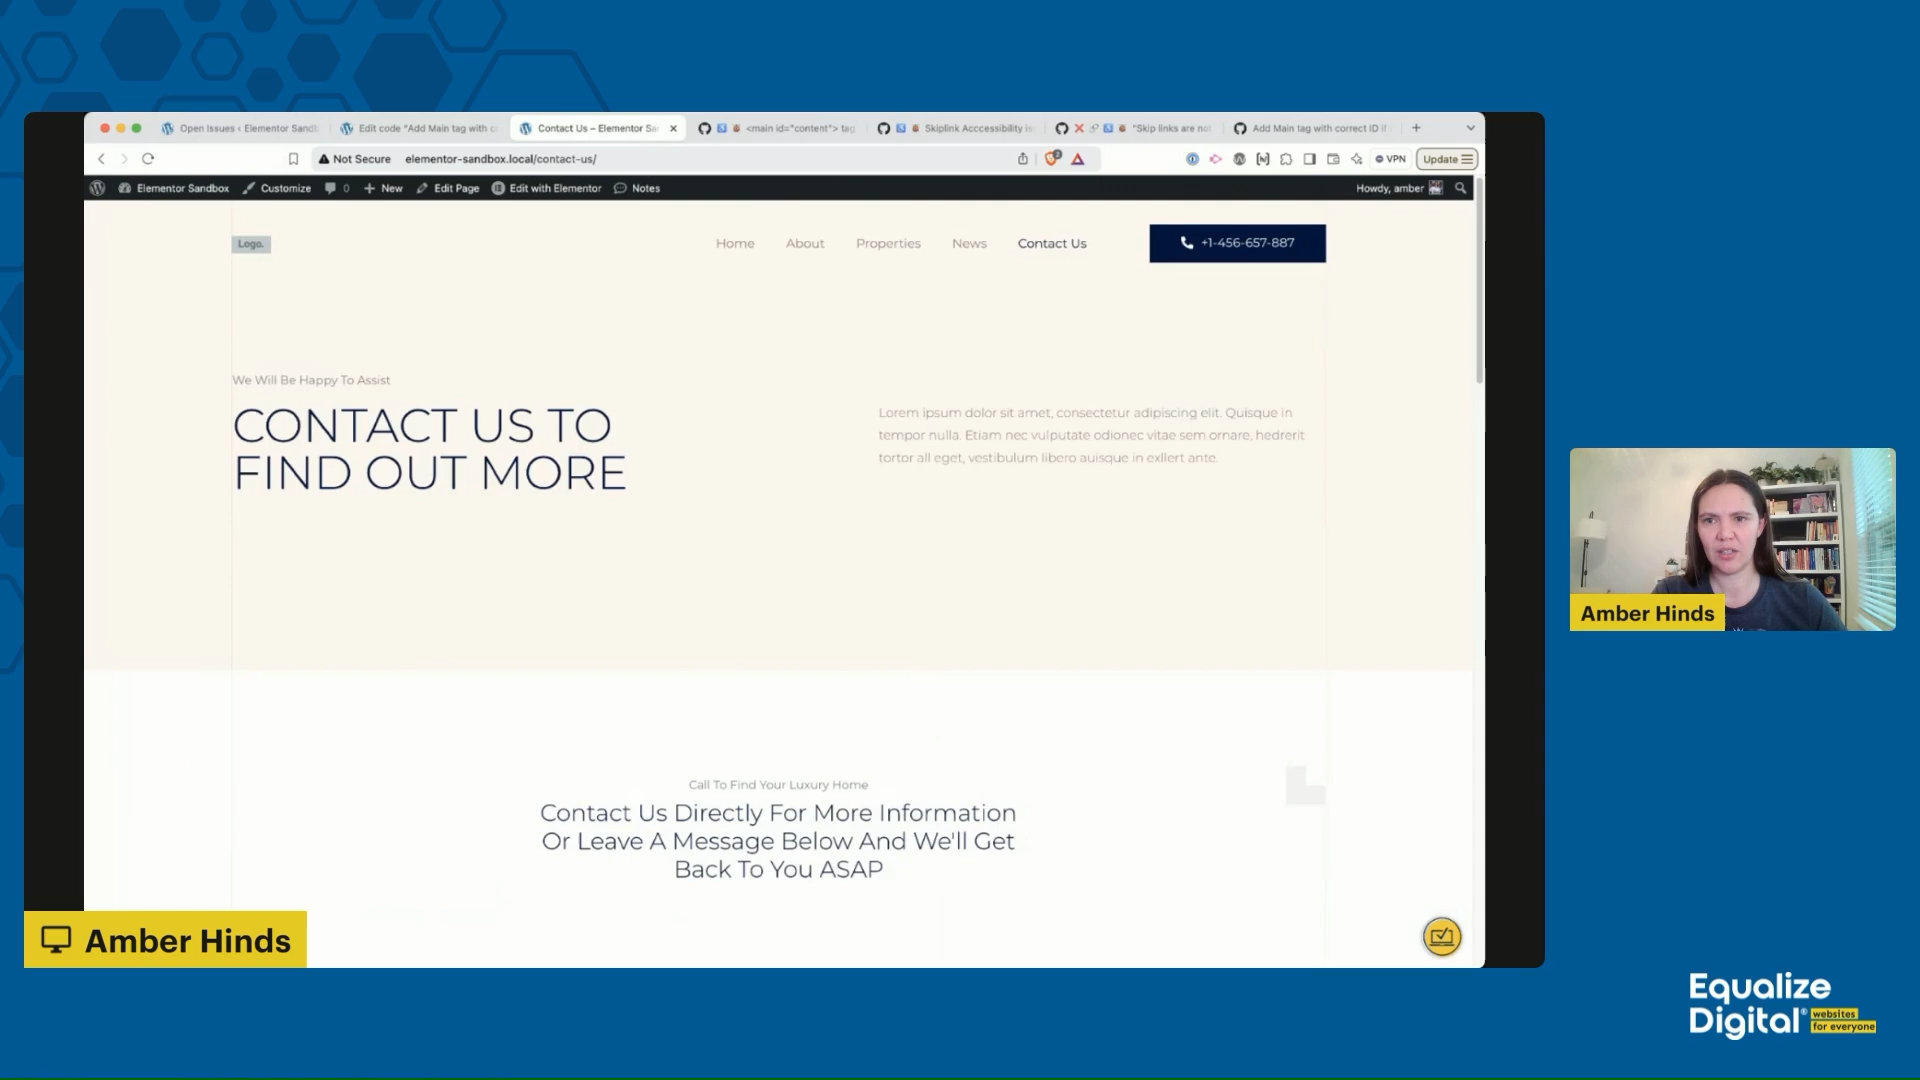 Open Issues ‹ Elementor Sandb
Edit code "Add Main tag with c
Contact Us – Elementor Sa
<main id="content"> tag
Skiplink Acccessibility is
"Skip links are not
Add Main tag with correct ID if
Not Secure
elementor-sandbox.local/contact-us/
VPN
Update
Elementor Sandbox
Customize
0
New
Edit Page
Edit with Elementor
Notes
Howdy, amber
Logo.
Home
About
Properties
News
Contact Us
+1-456-657-887
We Will Be Happy To Assist
CONTACT US TO
FIND OUT MORE
Lorem ipsum dolor sit amet, consectetur adipiscing elit. Quisque in
tempor nulla. Etiam nec vulputate odionec vitae sem ornare, hedrerit
tortor all eget, vestibulum libero auisque in exllert ante.
Call To Find Your Luxury Home
Contact Us Directly For More Information
Or Leave A Message Below And We'll Get
Back To You ASAP
Amber Hinds
Amber Hinds
Equalize
Digital®
websites
for everyone